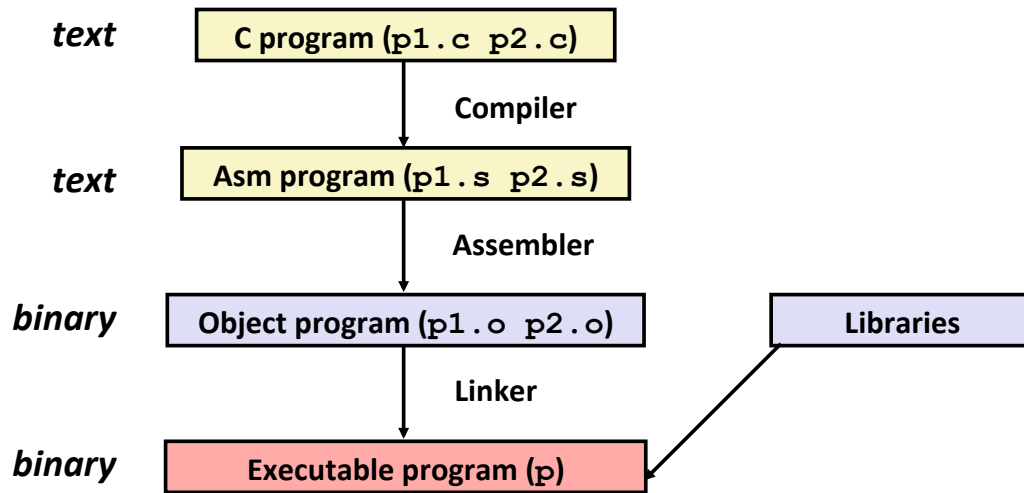 text C program (p1.c p2.c)
Compiler
text Asm program (p1.s p2.s)
Assembler
binary Object program (p1.o p2.o) Libraries
Linker
binary Executable program (p)